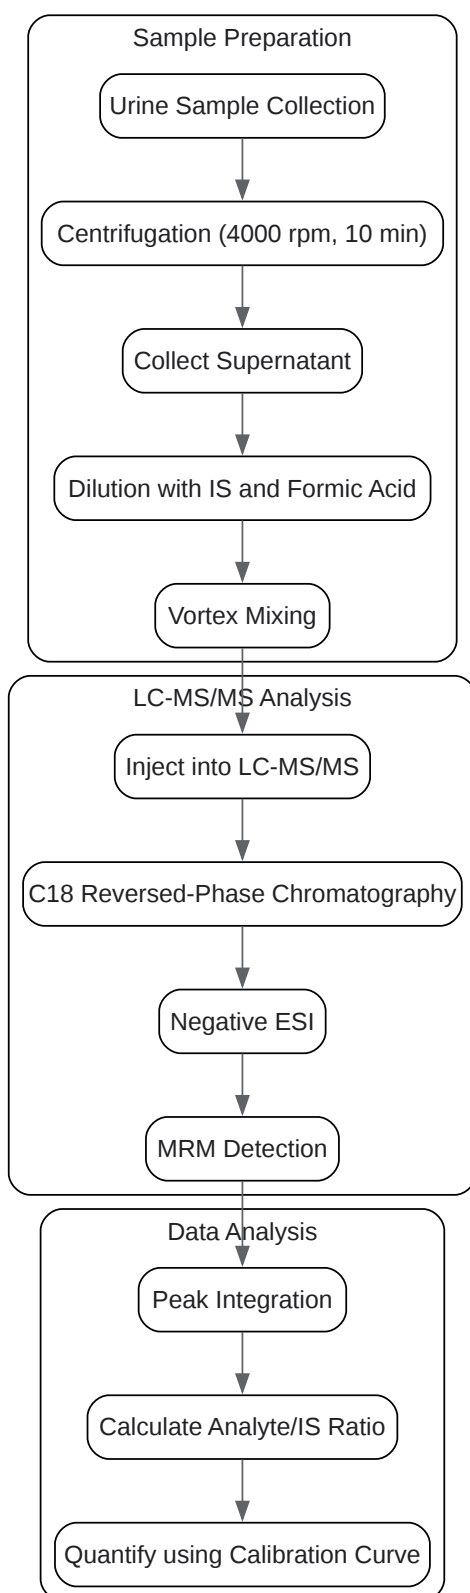 Sample Preparation
Urine Sample Collection
Centrifugation (4000 rpm, 10 min)
Collect Supernatant
Dilution with IS and Formic Acid
Vortex Mixing
LC-MS/MS Analysis
Inject into LC-MS/MS
C18 Reversed-Phase Chromatography
Negative ESI
MRM Detection
Data Analysis
Peak Integration
Calculate Analyte/IS Ratio
Quantify using Calibration Curve